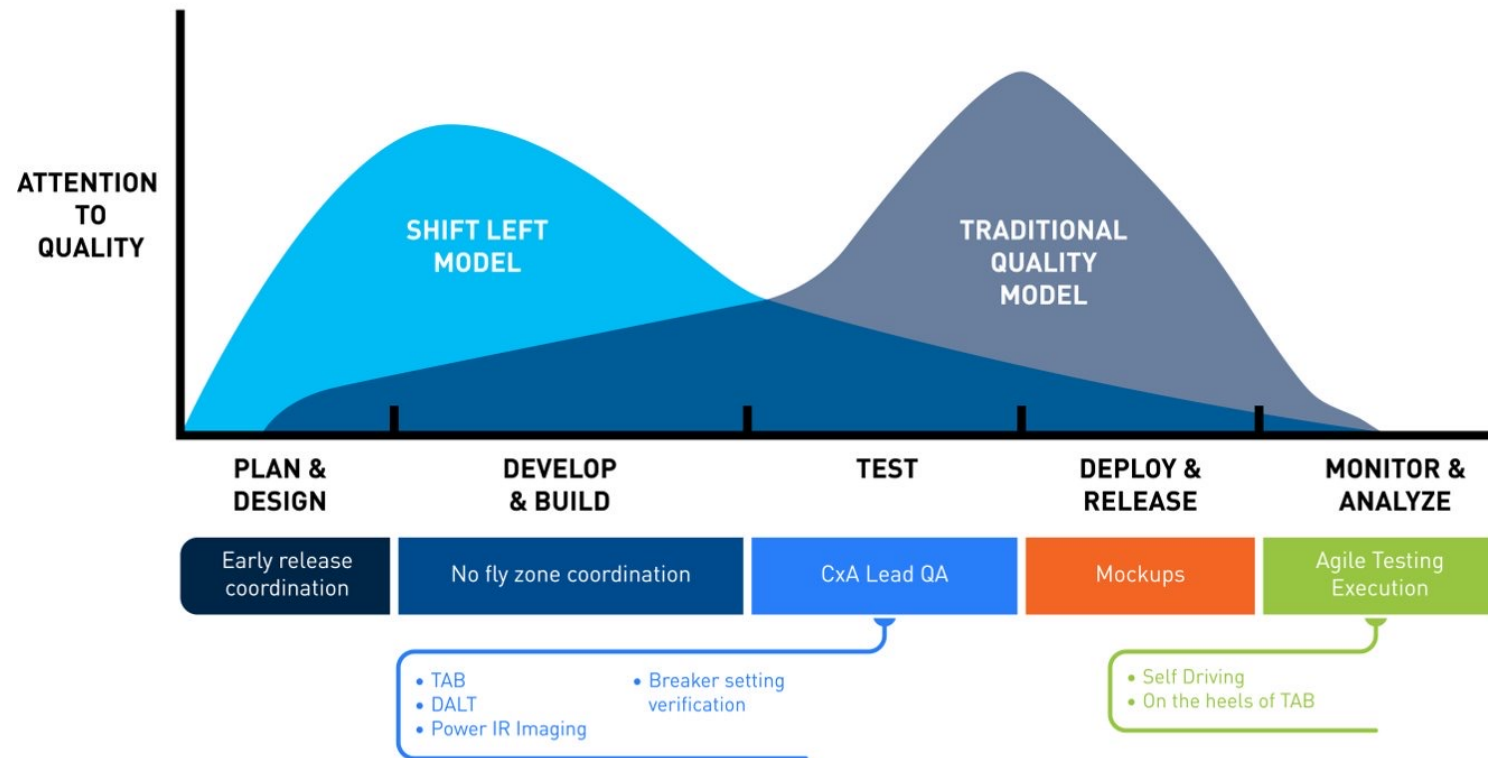 ATTENTION
TO
QUALITY
SHIFT LEFT
MODEL
TRADITIONAL
QUALITY
MODEL
PLAN &
DESIGN
DEVELOP
& BUILD
TEST
DEPLOY &
RELEASE
MONITOR &
ANALYZE
Early release
coordination
No fly zone coordination
CxA Lead QA
Mockups
Agile Testing
Execution
• TAB
• DALT
• Power IR Imaging
• Breaker setting
verification
• Self Driving
• On the heels of TAB